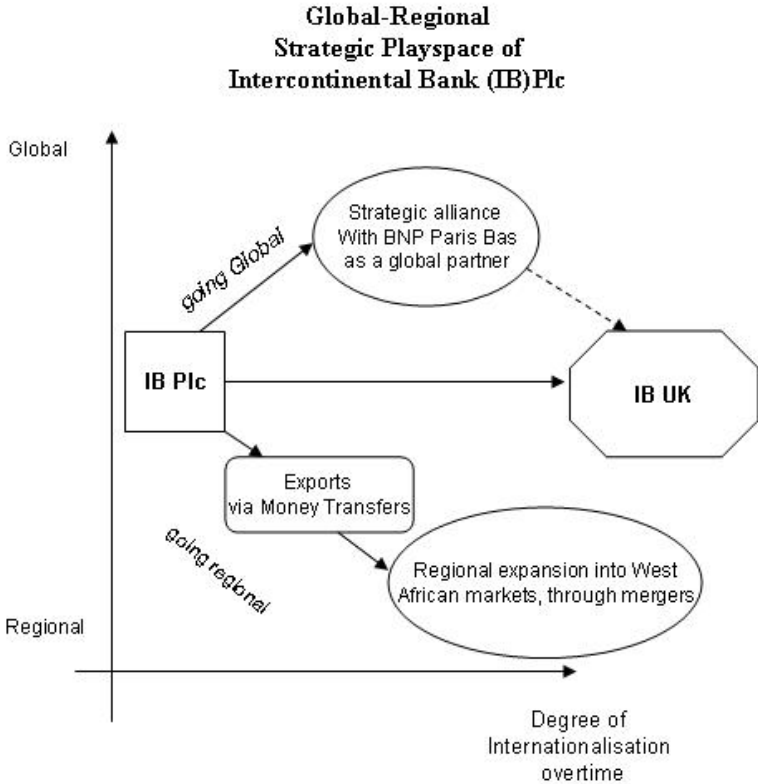 Global-Regional
Strategic Playspace of
Intercontinental Bank (IB)Plc
Global
Strategic alliance
With BNP Paris Bas
as a global partner
going Global
IB Plc
IB UK
Exports
via Money Transfers
going regional
Regional expansion into West
African markets, through mergers
Regional
Degree of
Internationalisation
overtime